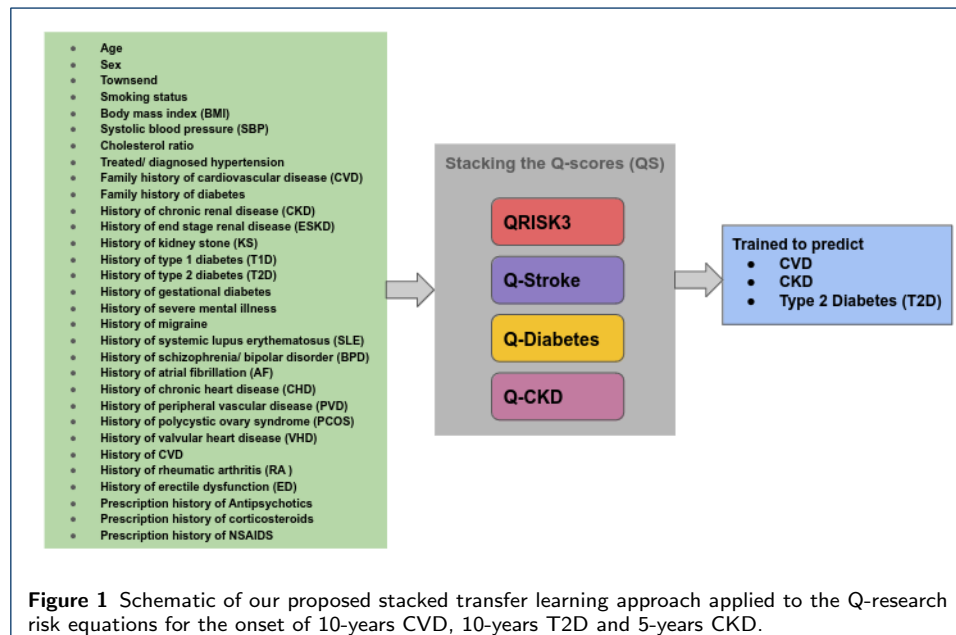 Age
Sex
Townsend
Smoking status
Body mass index (BMI)
Systolic blood pressure (SBP)
Cholesterol ratio
Treated/ diagnosed hypertension
Family history of cardiovascular disease (CVD)
Family history of diabetes
History of chronic renal disease (CKD)
History of end stage renal disease (ESKD)
History of kidney stone (KS)
History of type 1 diabetes (T1D)
History of type 2 diabetes (T2D)
History of gestational diabetes
History of severe mental illness
History of migraine
History of systemic lupus erythematosus (SLE)
History of schizophrenia/ bipolar disorder (BPD)
History of atrial fibrillation (AF)
History of chronic heart disease (CHD)
History of peripheral vascular disease (PVD)
History of polycystic ovary syndrome (PCOS)
History of valvular heart disease (VHD)
History of CVD
History of rheumatic arthritis (RA )
History of erectile dysfunction (ED)
Prescription history of Antipsychotics
Prescription history of corticosteroids
Prescription history of NSAIDS
Stacking the Q-scores (QS)
QRISK3
Q-Stroke
Q-Diabetes
Q-CKD
Trained to predict
CVD
CKD
Type 2 Diabetes (T2D)
Figure 1 Schematic of our proposed stacked transfer learning approach applied to the Q-research
risk equations for the onset of 10-years CVD, 10-years T2D and 5-years CKD.